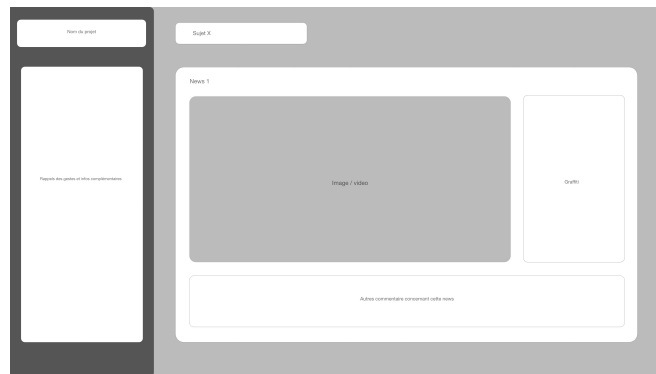 Nom du projet
Sujet X
News 1
Rappels des gestes et infos complémentaires
Image / video
Graffiti
Autres commentaire concernant cette news